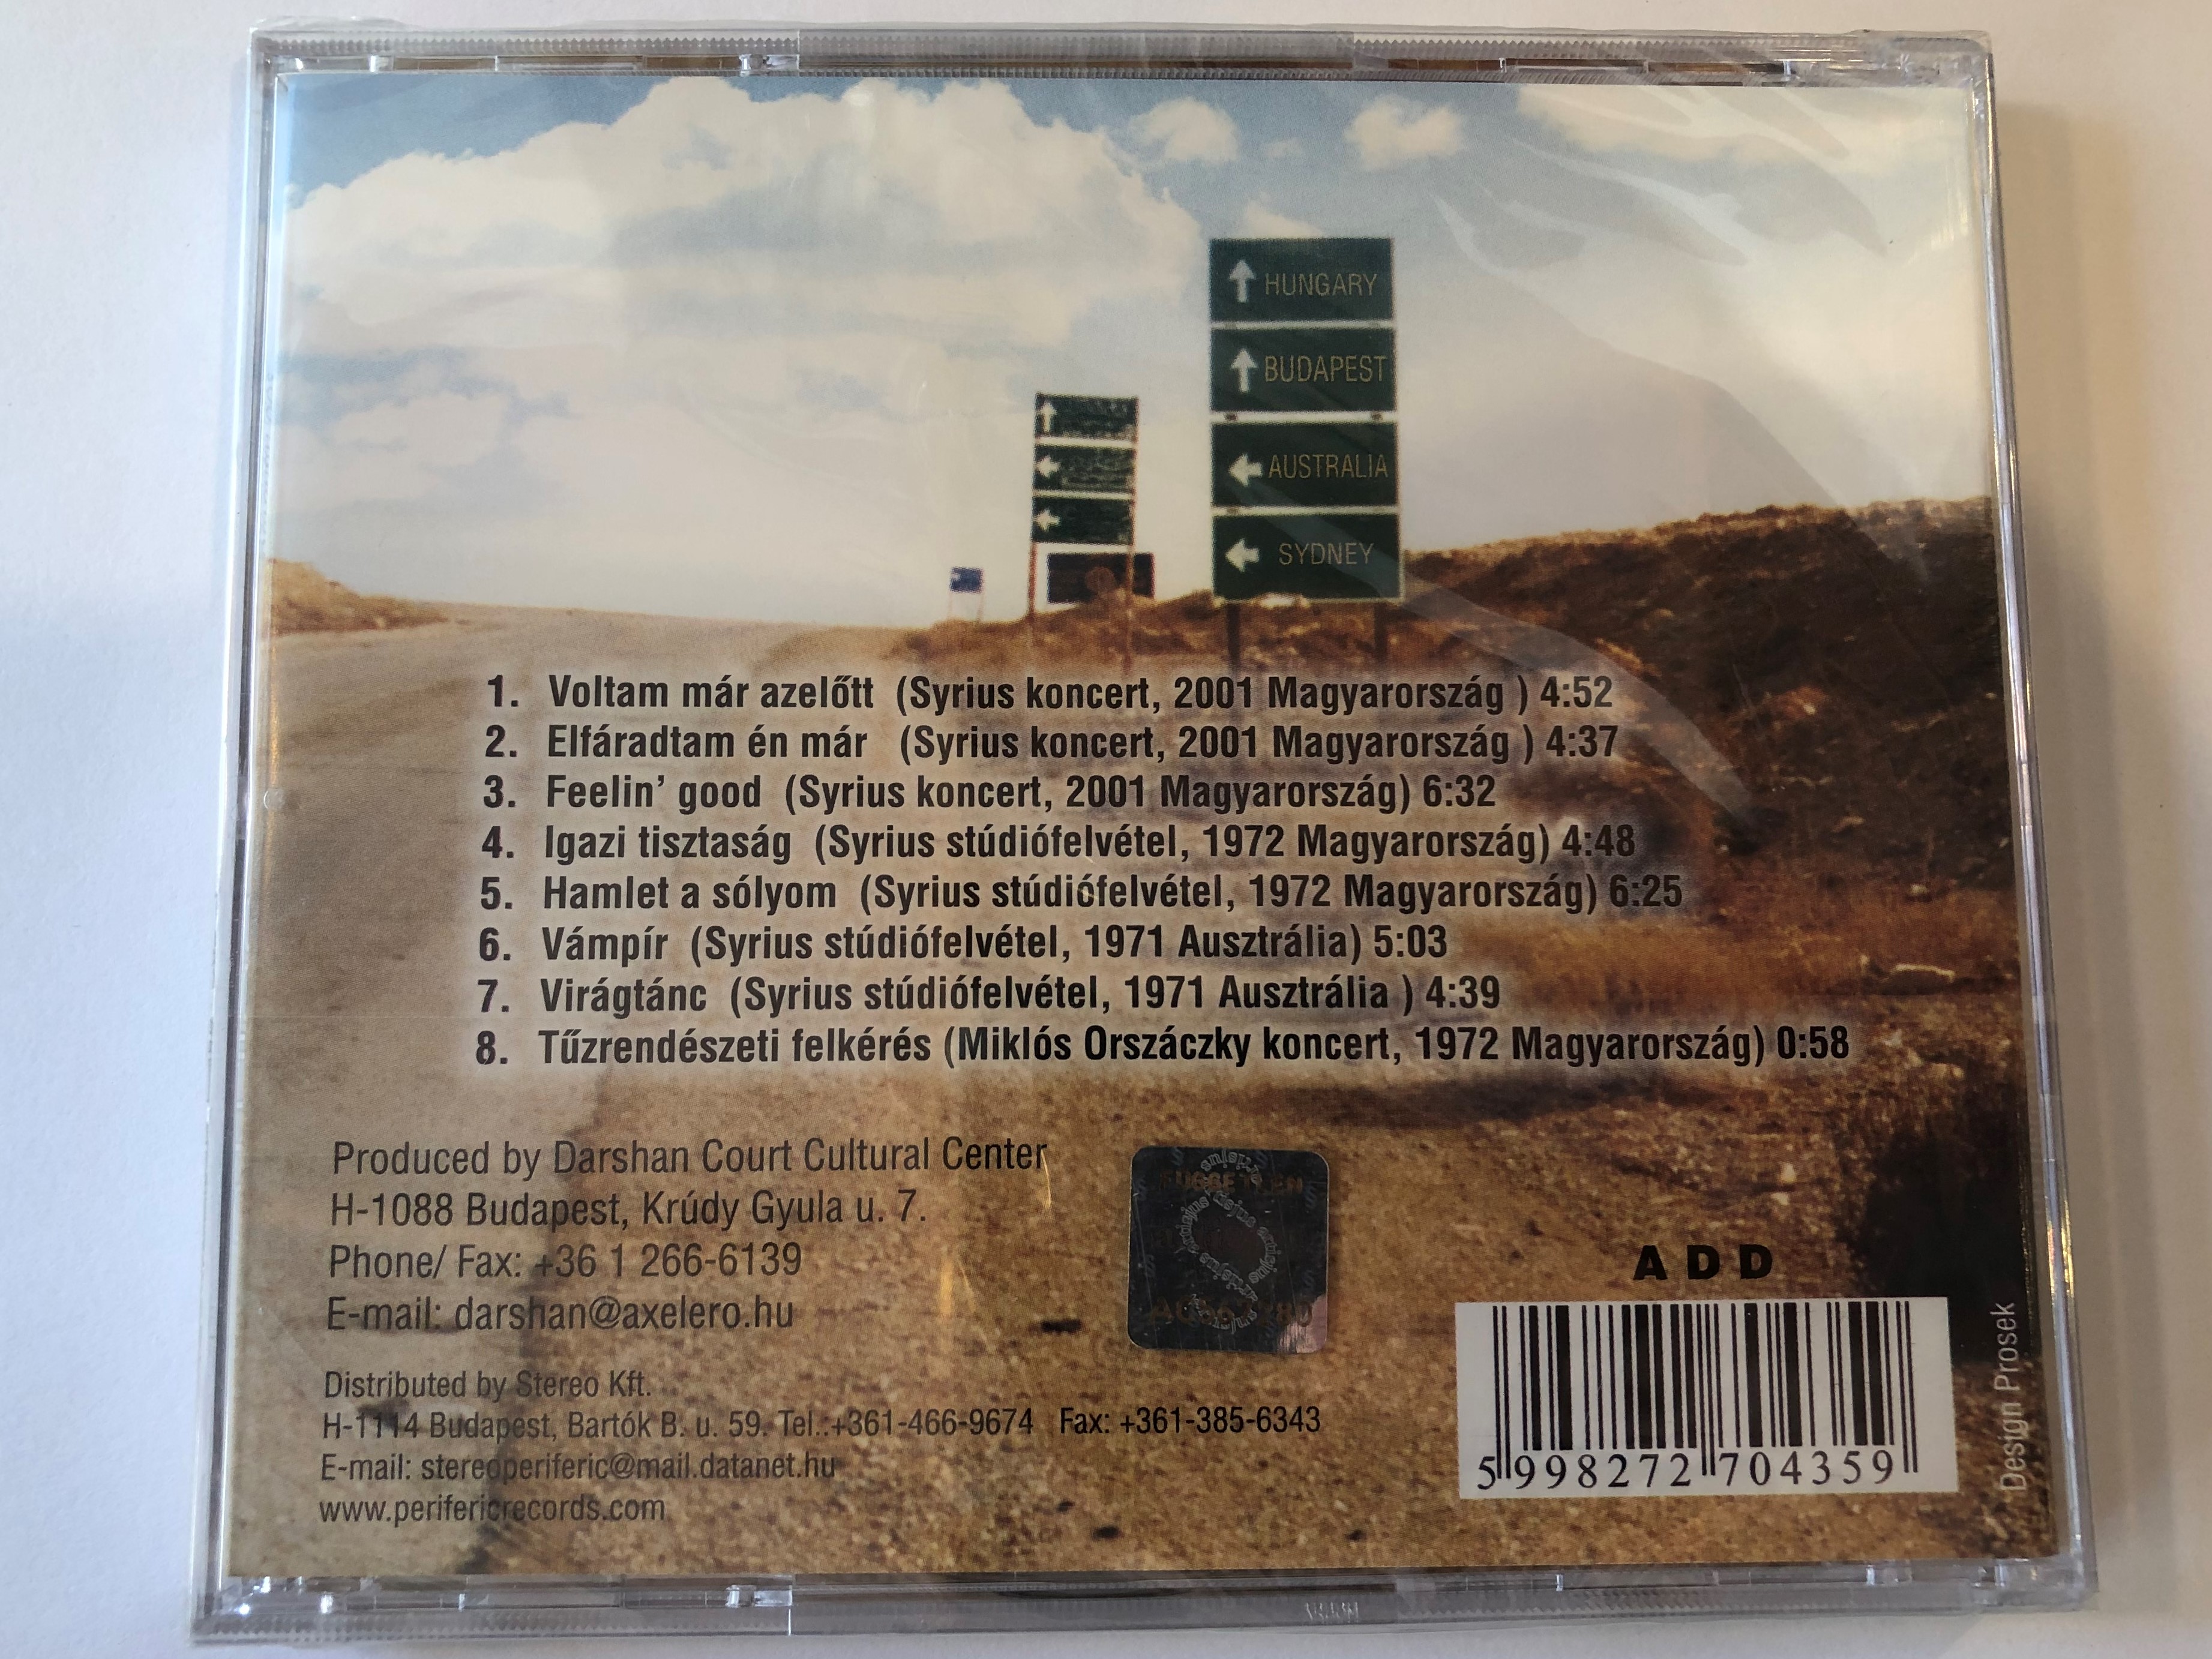 HUNGARY
BUDAPEST
AUSTRALIA
SYDNEY
1. Voltam már azelőtt (Syrius koncert, 2001 Magyarország ) 4:52
2. Elfáradtam én már (Syrius koncert, 2001 Magyarország ) 4:37
3. Feelin’ good (Syrius koncert, 2001 Magyarország) 6:32
4. Igazi tisztaság (Syrius stúdiófelvétel, 1972 Magyarország) 4:48
5. Hamlet a sólyom (Syrius stúdiófelvétel, 1972 Magyarország) 6:25
6. Vámpír (Syrius stúdiófelvétel, 1971 Ausztrália) 5:03
7. Virágtánc (Syrius stúdiófelvétel, 1971 Ausztrália ) 4:39
8. Tűzrendészeti felkérés (Miklós Orszáczky koncert, 1972 Magyarország) 0:58
Produced by Darshan Court Cultural Center
H-1088 Budapest, Krúdy Gyula u. 7.
Phone/ Fax: +36 1 266-6139
E-mail: darshan@axelero.hu
Distributed by Stereo Kft.
H-1114 Budapest, Bartók B. u. 59. Tel.:+361-466-9674 Fax: +361-385-6343
E-mail: stereoperiferic@mail.datanet.hu
www.perifericrecords.com
ADD
5 998272 704359
Design Prosek